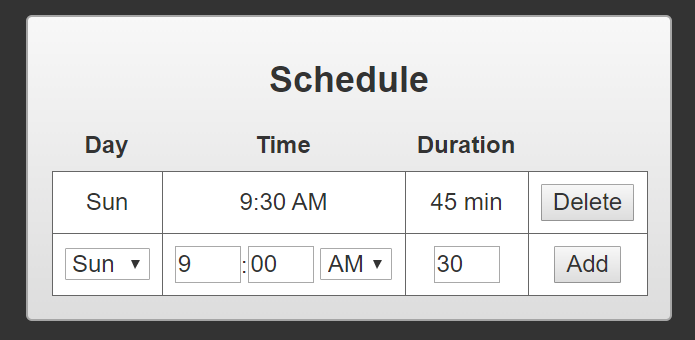 Schedule
Day Time Duration
Sun 9:30 AM 45 min Delete
Sun 9:00 AM 30 Add